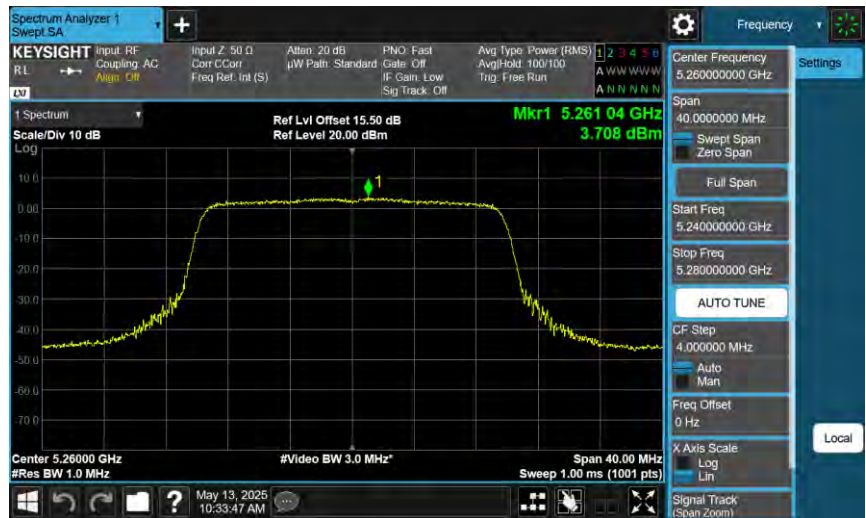 Spectrum Analyzer 1
Swept SA
+
Frequency
KEYSIGHT
RL
LXI
Input: RF
Coupling: AC
Align: Off
Input Z: 50 Ω
Corr CCorr
Freq Ref: Int (S)
Atten: 20 dB
µW Path: Standard
PNO: Fast
Gate: Off
IF Gain: Low
Sig Track: Off
Avg Type: Power (RMS)
Avg|Hold: 100/100
Trig: Free Run
1 2 3 4 5 6
A W W W W W
A N N N N N
Settings
Center Frequency
5.260000000 GHz
Span
40.0000000 MHz
Swept Span
Zero Span
Full Span
Start Freq
5.240000000 GHz
Stop Freq
5.280000000 GHz
AUTO TUNE
CF Step
4.000000 MHz
Auto
Man
Freq Offset
0 Hz
X Axis Scale
Log
Lin
Signal Track
(Span Zoom)
Local
1 Spectrum
Scale/Div 10 dB
Log
Ref Lvl Offset 15.50 dB
Ref Level 20.00 dBm
Mkr1 5.261 04 GHz
3.708 dBm
1
10.0
0.00
-10.0
-20.0
-30.0
-40.0
-50.0
-60.0
-70.0
Center 5.26000 GHz
#Video BW 3.0 MHz*
Span 40.00 MHz
#Res BW 1.0 MHz
Sweep 1.00 ms (1001 pts)
?
May 13, 2025
10:33:47 AM